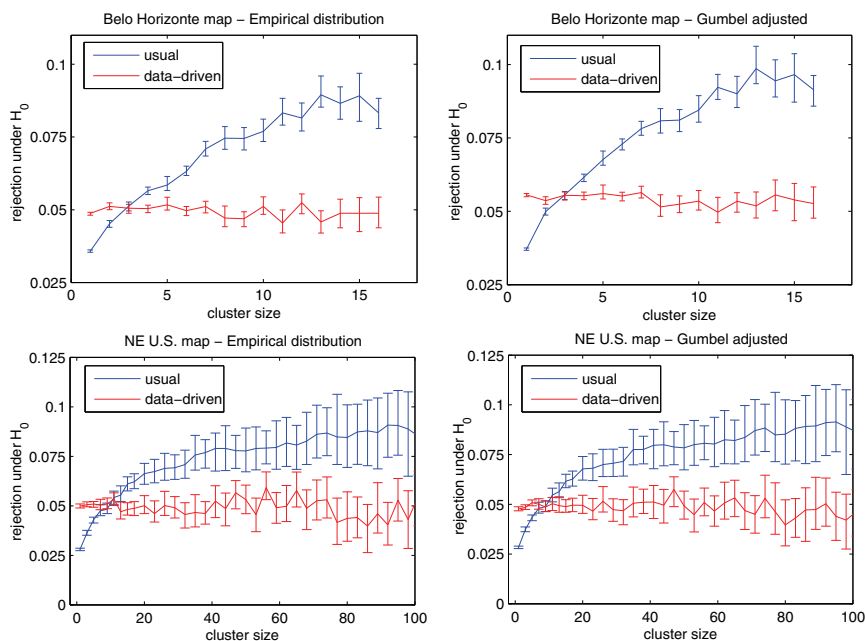 Belo Horizonte map – Empirical distribution
usual
data–driven
rejection under H₀
0.1
0.075
0.05
0.025
0 5 10 15
cluster size
Belo Horizonte map – Gumbel adjusted
usual
data–driven
rejection under H₀
0.1
0.075
0.05
0.025
0 5 10 15
cluster size
NE U.S. map – Empirical distribution
usual
data–driven
rejection under H₀
0.125
0.1
0.075
0.05
0.025
0
0 20 40 60 80 100
cluster size
NE U.S. map – Gumbel adjusted
usual
data–driven
rejection under H₀
0.125
0.1
0.075
0.05
0.025
0
0 20 40 60 80 100
cluster size